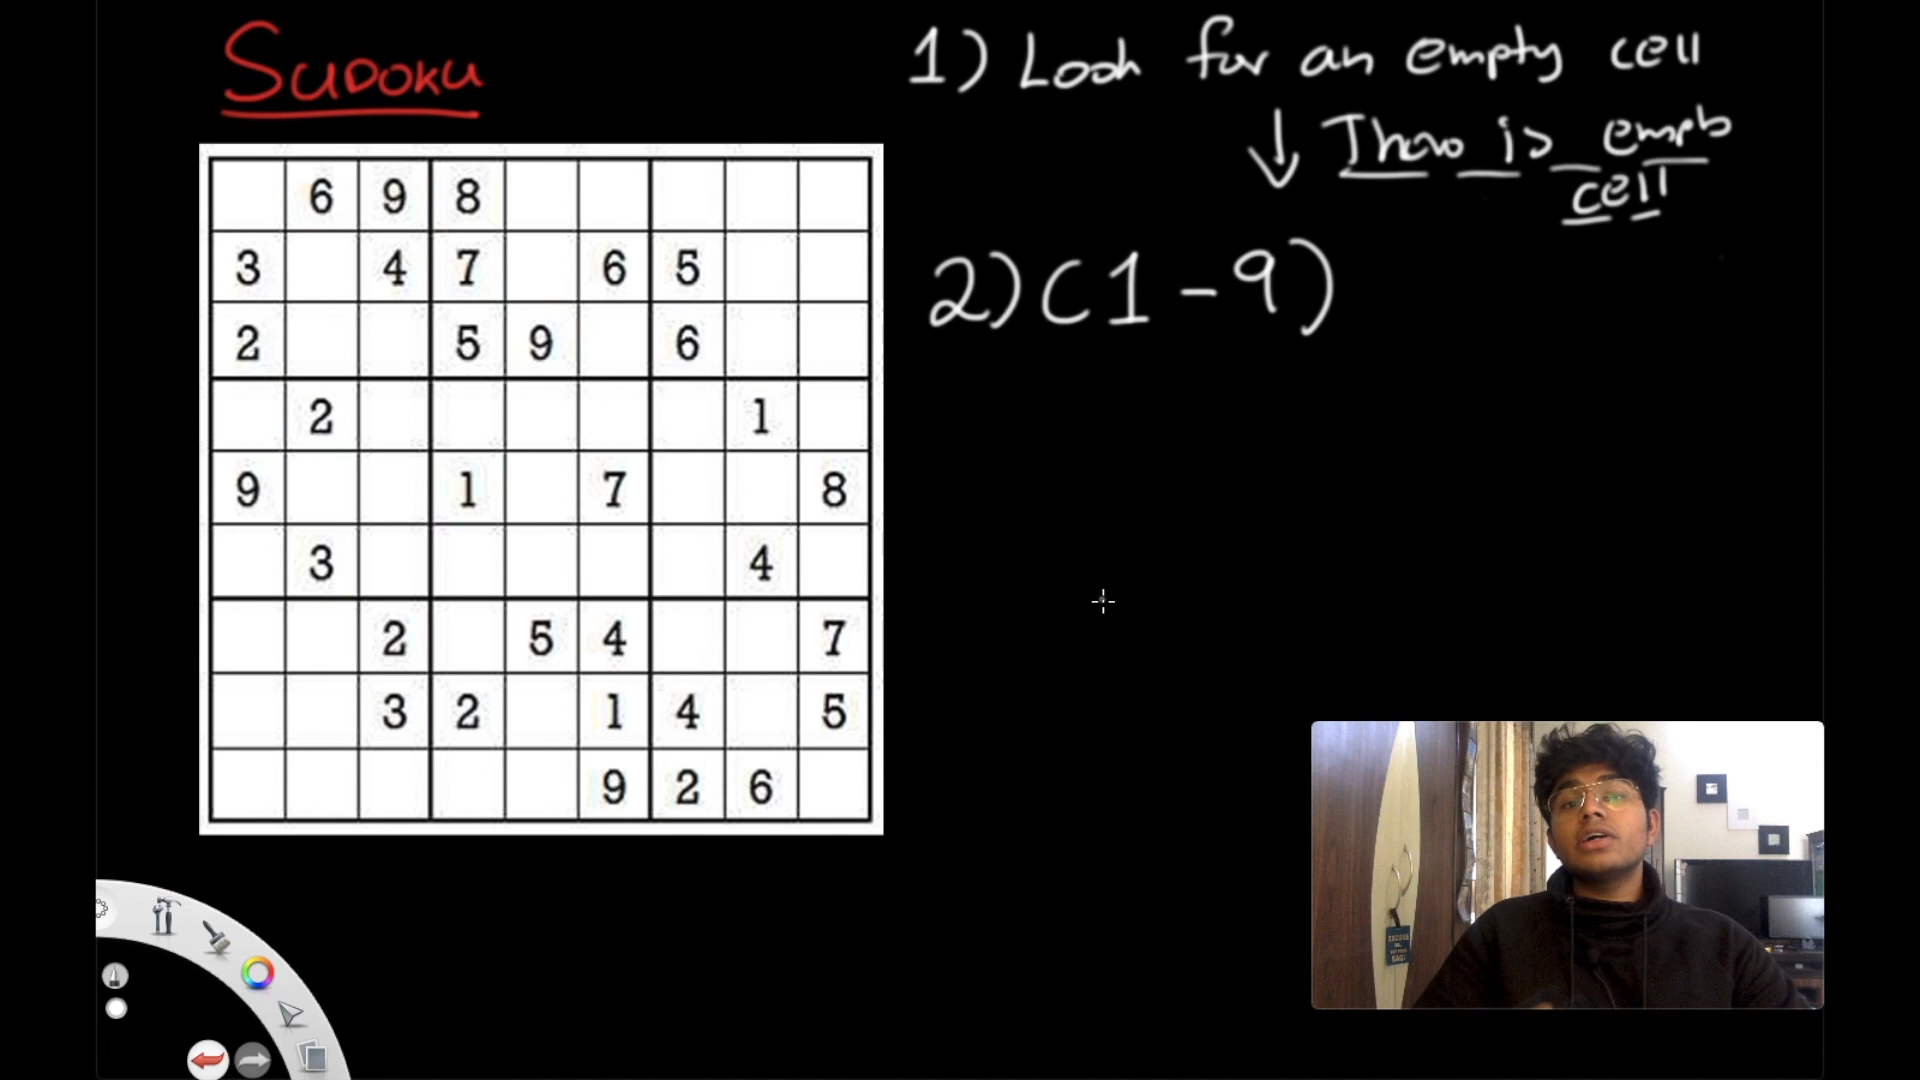 Sudoku
1) Look for an empty cell
↓ There is empty
cell
2) (1-9)
6 9 8
3 4 7 6 5
2 5 9 6
2 1
9 1 7 8
3 4
2 5 4 7
3 2 1 4 5
9 2 6